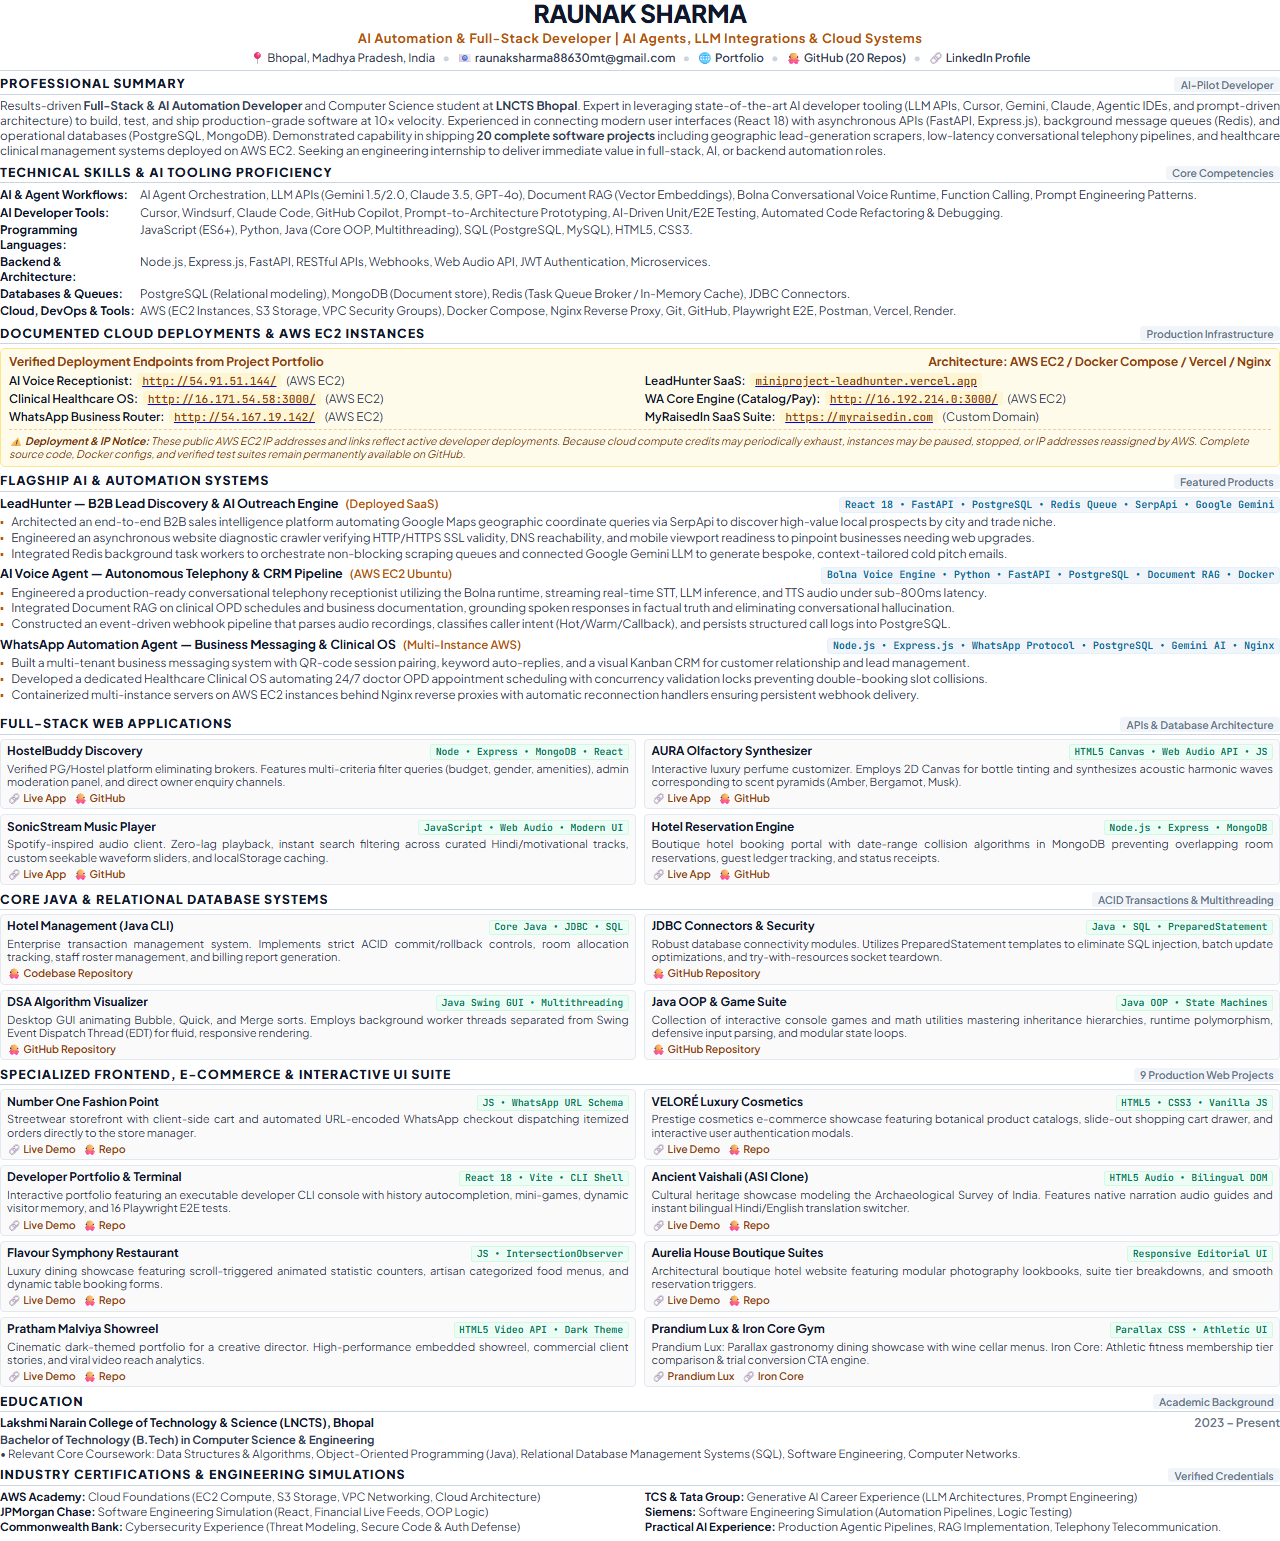 RAUNAK SHARMA
AI Automation & Full-Stack Developer | AI Agents, LLM Integrations & Cloud Systems
Bhopal, Madhya Pradesh, India • raunaksharma88630mt@gmail.com • Portfolio • GitHub (20 Repos) • LinkedIn Profile
PROFESSIONAL SUMMARY AI-Pilot Developer
Results-driven Full-Stack & AI Automation Developer and Computer Science student at LNCTS Bhopal. Expert in leveraging state-of-the-art AI developer tooling (LLM APIs, Cursor, Gemini, Claude, Agentic IDEs, and prompt-driven
architecture) to build, test, and ship production-grade software at 10× velocity. Experienced in connecting modern user interfaces (React 18) with asynchronous APIs (FastAPI, Express.js), background message queues (Redis), and
operational databases (PostgreSQL, MongoDB). Demonstrated capability in shipping 20 complete software projects including geographic lead-generation scrapers, low-latency conversational telephony pipelines, and healthcare
clinical management systems deployed on AWS EC2. Seeking an engineering internship to deliver immediate value in full-stack, AI, or backend automation roles.
TECHNICAL SKILLS & AI TOOLING PROFICIENCY Core Competencies
AI & Agent Workflows: AI Agent Orchestration, LLM APIs (Gemini 1.5/2.0, Claude 3.5, GPT-4o), Document RAG (Vector Embeddings), Bolna Conversational Voice Runtime, Function Calling, Prompt Engineering Patterns.
AI Developer Tools: Cursor, Windsurf, Claude Code, GitHub Copilot, Prompt-to-Architecture Prototyping, AI-Driven Unit/E2E Testing, Automated Code Refactoring & Debugging.
Programming Languages: JavaScript (ES6+), Python, Java (Core OOP, Multithreading), SQL (PostgreSQL, MySQL), HTML5, CSS3.
Backend & Architecture: Node.js, Express.js, FastAPI, RESTful APIs, Webhooks, Web Audio API, JWT Authentication, Microservices.
Databases & Queues: PostgreSQL (Relational modeling), MongoDB (Document store), Redis (Task Queue Broker / In-Memory Cache), JDBC Connectors.
Cloud, DevOps & Tools: AWS (EC2 Instances, S3 Storage, VPC Security Groups), Docker Compose, Nginx Reverse Proxy, Git, GitHub, Playwright E2E, Postman, Vercel, Render.
DOCUMENTED CLOUD DEPLOYMENTS & AWS EC2 INSTANCES Production Infrastructure
Verified Deployment Endpoints from Project Portfolio Architecture: AWS EC2 / Docker Compose / Vercel / Nginx
AI Voice Receptionist: http://54.91.51.144/ (AWS EC2) LeadHunter SaaS: miniproject-leadhunter.vercel.app
Clinical Healthcare OS: http://16.171.54.58:3000/ (AWS EC2) WA Core Engine (Catalog/Pay): http://16.192.214.0:3000/ (AWS EC2)
WhatsApp Business Router: http://54.167.19.142/ (AWS EC2) MyRaisedIn SaaS Suite: https://myraisedin.com (Custom Domain)
Deployment & IP Notice: These public AWS EC2 IP addresses and links reflect active developer deployments. Because cloud compute credits may periodically exhaust, instances may be paused, stopped, or IP addresses reassigned by AWS. Complete
source code, Docker configs, and verified test suites remain permanently available on GitHub.
FLAGSHIP AI & AUTOMATION SYSTEMS Featured Products
LeadHunter — B2B Lead Discovery & AI Outreach Engine (Deployed SaaS) React 18 • FastAPI • PostgreSQL • Redis Queue • SerpApi • Google Gemini
▪ Architected an end-to-end B2B sales intelligence platform automating Google Maps geographic coordinate queries via SerpApi to discover high-value local prospects by city and trade niche.
▪ Engineered an asynchronous website diagnostic crawler verifying HTTP/HTTPS SSL validity, DNS reachability, and mobile viewport readiness to pinpoint businesses needing web upgrades.
▪ Integrated Redis background task workers to orchestrate non-blocking scraping queues and connected Google Gemini LLM to generate bespoke, context-tailored cold pitch emails.
AI Voice Agent — Autonomous Telephony & CRM Pipeline (AWS EC2 Ubuntu) Bolna Voice Engine • Python • FastAPI • PostgreSQL • Document RAG • Docker
▪ Engineered a production-ready conversational telephony receptionist utilizing the Bolna runtime, streaming real-time STT, LLM inference, and TTS audio under sub-800ms latency.
▪ Integrated Document RAG on clinical OPD schedules and business documentation, grounding spoken responses in factual truth and eliminating conversational hallucination.
▪ Constructed an event-driven webhook pipeline that parses audio recordings, classifies caller intent (Hot/Warm/Callback), and persists structured call logs into PostgreSQL.
WhatsApp Automation Agent — Business Messaging & Clinical OS (Multi-Instance AWS) Node.js • Express.js • WhatsApp Protocol • PostgreSQL • Gemini AI • Nginx
▪ Built a multi-tenant business messaging system with QR-code session pairing, keyword auto-replies, and a visual Kanban CRM for customer relationship and lead management.
▪ Developed a dedicated Healthcare Clinical OS automating 24/7 doctor OPD appointment scheduling with concurrency validation locks preventing double-booking slot collisions.
▪ Containerized multi-instance servers on AWS EC2 instances behind Nginx reverse proxies with automatic reconnection handlers ensuring persistent webhook delivery.
FULL-STACK WEB APPLICATIONS APIs & Database Architecture
HostelBuddy Discovery Node • Express • MongoDB • React
Verified PG/Hostel platform eliminating brokers. Features multi-criteria filter queries (budget, gender, amenities), admin
moderation panel, and direct owner enquiry channels.
Live App GitHub
AURA Olfactory Synthesizer HTML5 Canvas • Web Audio API • JS
Interactive luxury perfume customizer. Employs 2D Canvas for bottle tinting and synthesizes acoustic harmonic waves
corresponding to scent pyramids (Amber, Bergamot, Musk).
Live App GitHub
SonicStream Music Player JavaScript • Web Audio • Modern UI
Spotify-inspired audio client. Zero-lag playback, instant search filtering across curated Hindi/motivational tracks,
custom seekable waveform sliders, and localStorage caching.
Live App GitHub
Hotel Reservation Engine Node.js • Express • MongoDB
Boutique hotel booking portal with date-range collision algorithms in MongoDB preventing overlapping room
reservations, guest ledger tracking, and status receipts.
Live App GitHub
CORE JAVA & RELATIONAL DATABASE SYSTEMS ACID Transactions & Multithreading
Hotel Management (Java CLI) Core Java • JDBC • SQL
Enterprise transaction management system. Implements strict ACID commit/rollback controls, room allocation
tracking, staff roster management, and billing report generation.
Codebase Repository
JDBC Connectors & Security Java • SQL • PreparedStatement
Robust database connectivity modules. Utilizes PreparedStatement templates to eliminate SQL injection, batch update
optimizations, and try-with-resources socket teardown.
GitHub Repository
DSA Algorithm Visualizer Java Swing GUI • Multithreading
Desktop GUI animating Bubble, Quick, and Merge sorts. Employs background worker threads separated from Swing
Event Dispatch Thread (EDT) for fluid, responsive rendering.
GitHub Repository
Java OOP & Game Suite Java OOP • State Machines
Collection of interactive console games and math utilities mastering inheritance hierarchies, runtime polymorphism,
defensive input parsing, and modular state loops.
GitHub Repository
SPECIALIZED FRONTEND, E-COMMERCE & INTERACTIVE UI SUITE 9 Production Web Projects
Number One Fashion Point JS • WhatsApp URL Schema
Streetwear storefront with client-side cart and automated URL-encoded WhatsApp checkout dispatching itemized
orders directly to the store manager.
Live Demo Repo
VELORÉ Luxury Cosmetics HTML5 • CSS3 • Vanilla JS
Prestige cosmetics e-commerce showcase featuring botanical product catalogs, slide-out shopping cart drawer, and
interactive user authentication modals.
Live Demo Repo
Developer Portfolio & Terminal React 18 • Vite • CLI Shell
Interactive portfolio featuring an executable developer CLI console with history autocompletion, mini-games, dynamic
visitor memory, and 16 Playwright E2E tests.
Live Demo Repo
Ancient Vaishali (ASI Clone) HTML5 Audio • Bilingual DOM
Cultural heritage showcase modeling the Archaeological Survey of India. Features native narration audio guides and
instant bilingual Hindi/English translation switcher.
Live Demo Repo
Flavour Symphony Restaurant JS • IntersectionObserver
Luxury dining showcase featuring scroll-triggered animated statistic counters, artisan categorized food menus, and
dynamic table booking forms.
Live Demo Repo
Aurelia House Boutique Suites Responsive Editorial UI
Architectural boutique hotel website featuring modular photography lookbooks, suite tier breakdowns, and smooth
reservation triggers.
Live Demo Repo
Pratham Malviya Showreel HTML5 Video API • Dark Theme
Cinematic dark-themed portfolio for a creative director. High-performance embedded showreel, commercial client
stories, and viral video reach analytics.
Live Demo Repo
Prandium Lux & Iron Core Gym Parallax CSS • Athletic UI
Prandium Lux: Parallax gastronomy dining showcase with wine cellar menus. Iron Core: Athletic fitness membership tier
comparison & trial conversion CTA engine.
Prandium Lux Iron Core
EDUCATION Academic Background
Lakshmi Narain College of Technology & Science (LNCTS), Bhopal 2023 – Present
Bachelor of Technology (B.Tech) in Computer Science & Engineering
• Relevant Core Coursework: Data Structures & Algorithms, Object-Oriented Programming (Java), Relational Database Management Systems (SQL), Software Engineering, Computer Networks.
INDUSTRY CERTIFICATIONS & ENGINEERING SIMULATIONS Verified Credentials
AWS Academy: Cloud Foundations (EC2 Compute, S3 Storage, VPC Networking, Cloud Architecture) TCS & Tata Group: Generative AI Career Experience (LLM Architectures, Prompt Engineering)
JPMorgan Chase: Software Engineering Simulation (React, Financial Live Feeds, OOP Logic) Siemens: Software Engineering Simulation (Automation Pipelines, Logic Testing)
Commonwealth Bank: Cybersecurity Experience (Threat Modeling, Secure Code & Auth Defense) Practical AI Experience: Production Agentic Pipelines, RAG Implementation, Telephony Telecommunication.